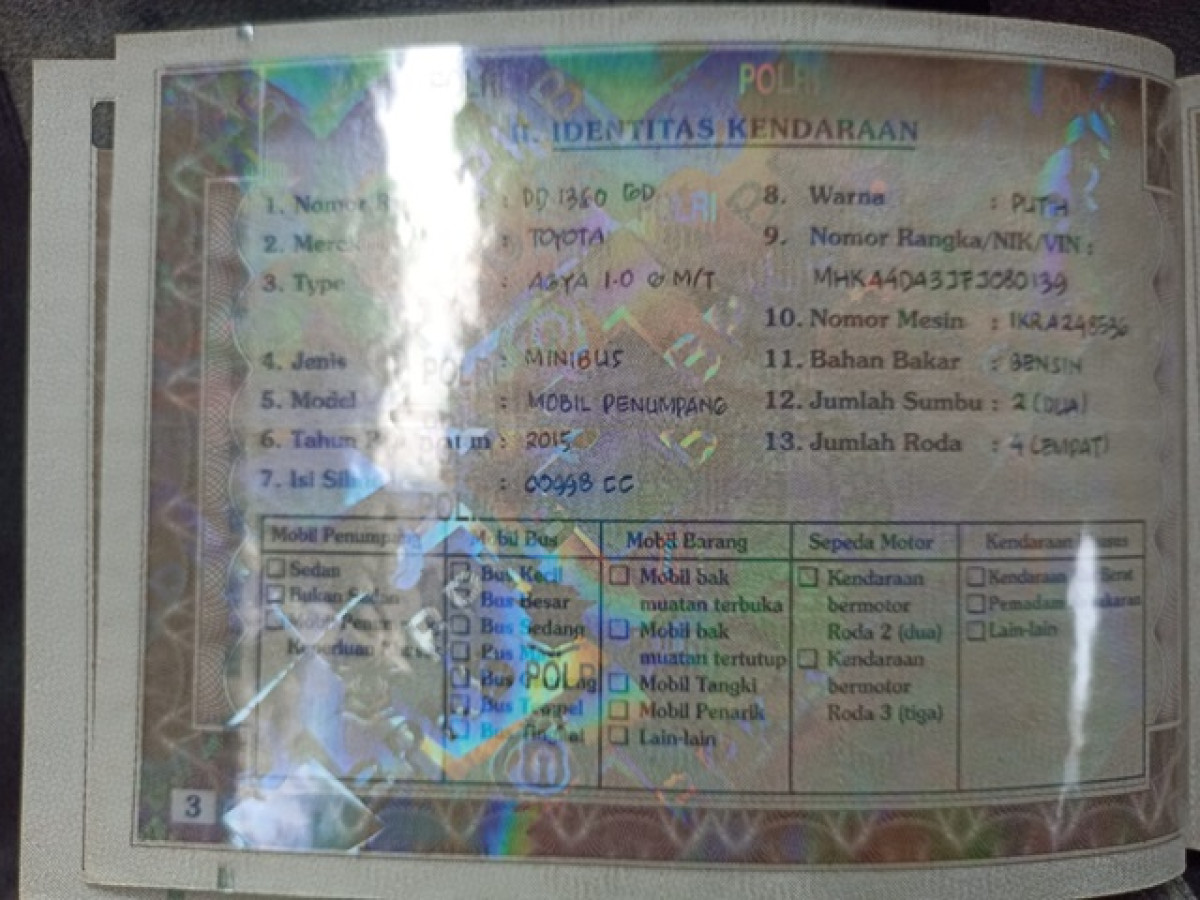 POLRI
II. IDENTITAS KENDARAAN
1. Nomor : DD 1360
2. Merek : TOYOTA
3. Type : AGYA 1.0 G M/T
4. Jenis : MINIBUS
5. Model : MOBIL PENUMPANG
6. Tahun : 2015
7. Isi : 00998 CC
8. Warna : PUTIH
9. Nomor Rangka/NIK/VIN :
10. Nomor Mesin :
11. Bahan Bakar : BENSIN
12. Jumlah Sumbu : 2 (DUA)
13. Jumlah Roda : 4 (EMPAT)
Mobil Penumpang
Sedan
Bukan Sedan
Keperluan
Mobil Bus
Bus Kecil
Bus Besar
Bus Sedang
Bus
Bus
Bus Tempel
POLRI
Mobil Barang
Mobil bak
muatan terbuka
Mobil bak
muatan tertutup
Mobil Tangki
Mobil Penarik
Lain-lain
Sepeda Motor
Kendaraan
bermotor
Roda 2 (dua)
Kendaraan
bermotor
Roda 3 (tiga)
Kendaraan
Kendaraan
Pemadam
Lain-lain
3